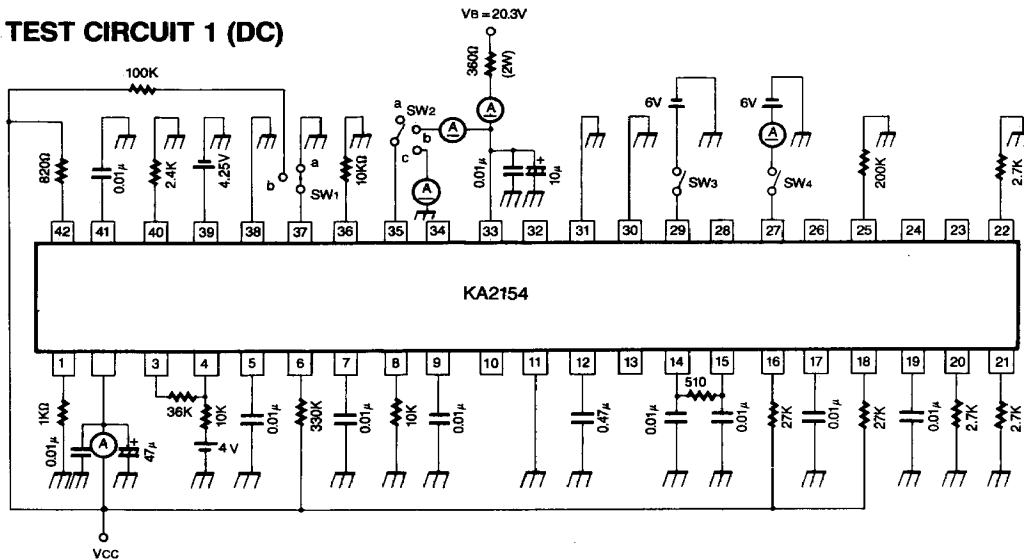 TEST CIRCUIT 1 (DC)
VB = 20.3V
360Ω (2W)
100K
A
a SW2
b
c
A
A
6V
6V
A
820Ω
0.01μ
2.4K
4.25V
b
a
SW1
10KΩ
0.01μ
+
10μ
SW3
SW4
200K
2.7K
42 41 40 39 38 37 36 35 34 33 32 31 30 29 28 27 26 25 24 23 22
KA2154
1 3 4 5 6 7 8 9 10 11 12 13 14 15 16 17 18 19 20 21
1KΩ
0.01μ
A
+
47μ
36K
10K
4V
0.01μ
330K
0.01μ
10K
0.01μ
0.47μ
0.01μ
510
0.01μ
27K
0.01μ
27K
0.01μ
2.7K
2.7K
VCC